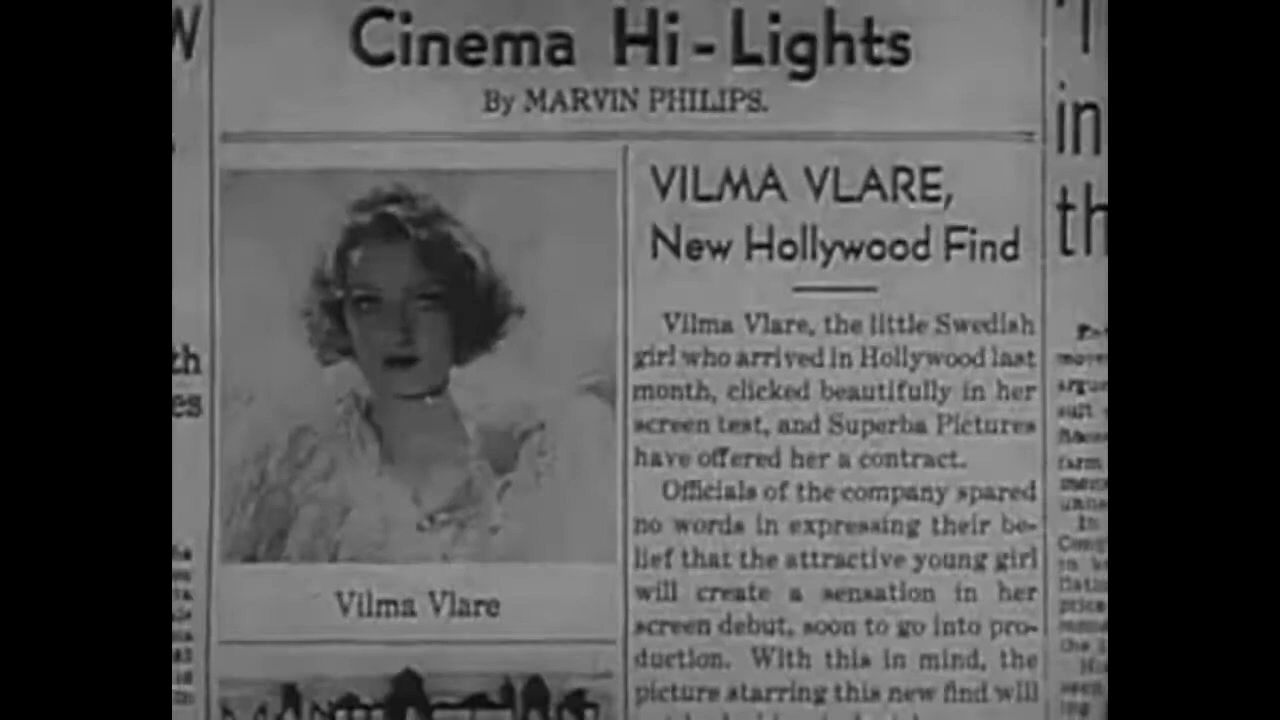 Cinema Hi-Lights
By MARVIN PHILIPS.
VILMA VLARE,
New Hollywood Find
Vilma Vlare, the little Swedish
girl who arrived in Hollywood last
month, clicked beautifully in her
screen test, and Superba Pictures
have offered her a contract.
Officials of the company spared
no words in expressing their be-
lief that the attractive young girl
will create a sensation in her
screen debut, soon to go into pro-
duction. With this in mind, the
picture starring this new find will
Vilma Vlare
in
th